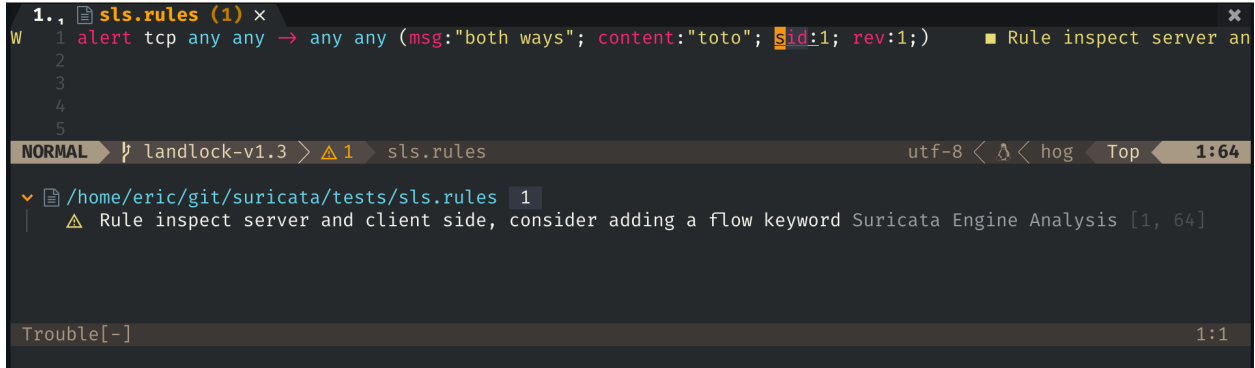 1., sls.rules (1) ×
W 1 alert tcp any any → any any (msg:"both ways"; content:"toto"; sid:1; rev:1;) ■ Rule inspect server an
2
3
4
5
NORMAL landlock-v1.3 1 sls.rules utf-8 hog Top 1:64
/home/eric/git/suricata/tests/sls.rules 1
Rule inspect server and client side, consider adding a flow keyword Suricata Engine Analysis [1, 64]
Trouble[-] 1:1